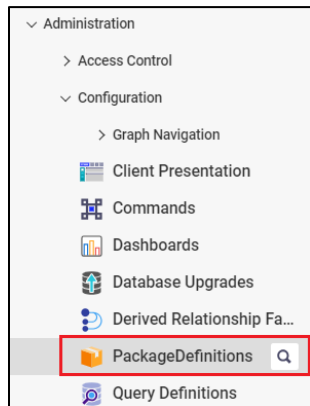 Administration
Access Control
Configuration
Graph Navigation
Client Presentation
Commands
Dashboards
Database Upgrades
Derived Relationship Fa...
PackageDefinitions
Query Definitions